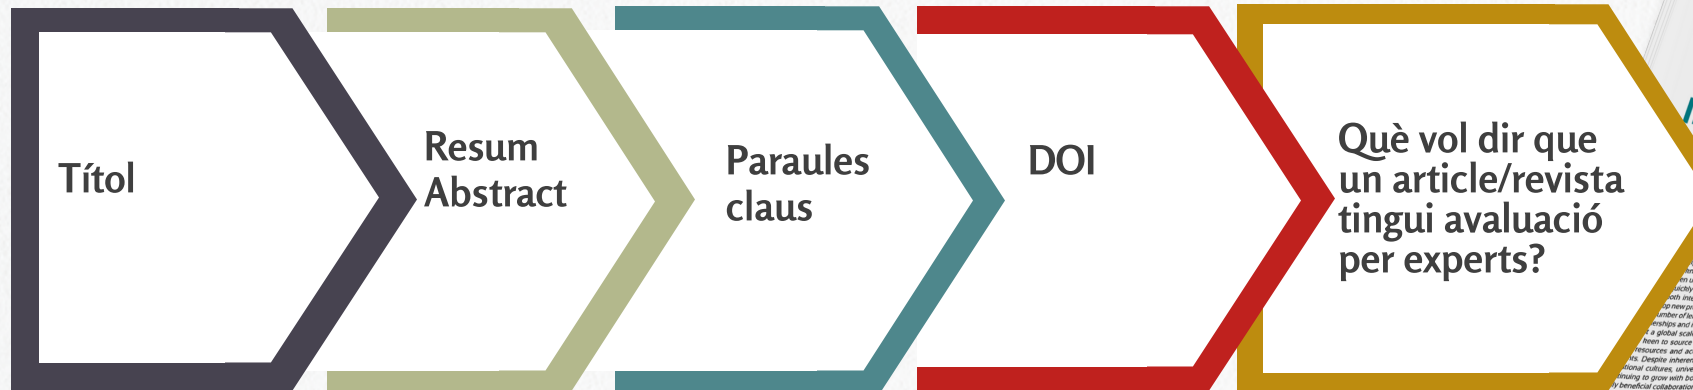 Títol
Resum
Abstract
Paraules
claus
DOI
Què vol dir que
un article/revista
tingui avaluació
per experts?